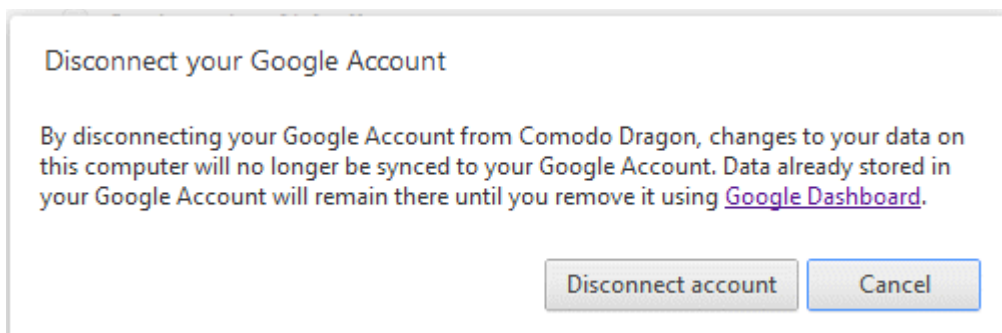 Disconnect your Google Account
By disconnecting your Google Account from Comodo Dragon, changes to your data on
this computer will no longer be synced to your Google Account. Data already stored in
your Google Account will remain there until you remove it using Google Dashboard.
Disconnect account
Cancel